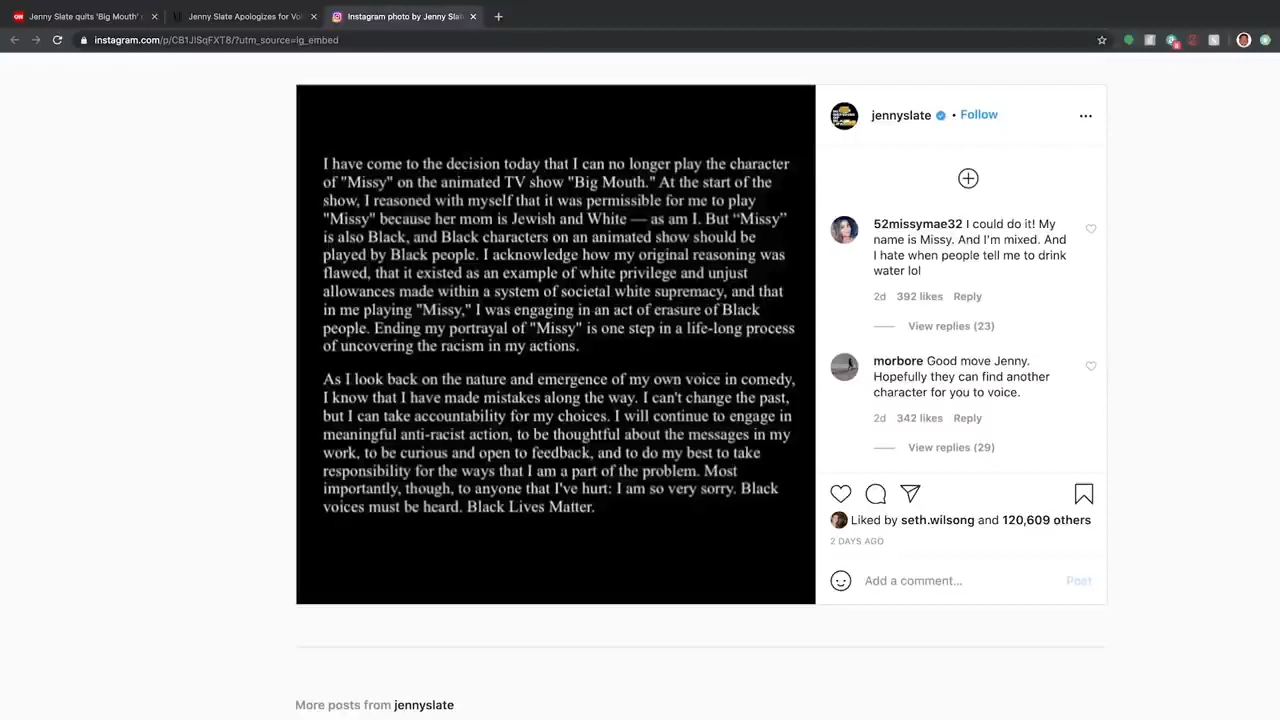 Jenny Slate quits 'Big Mouth'
Jenny Slate Apologizes for Voi
Instagram photo by Jenny Slat
instagram.com/p/CB1JlSqFXT8/?utm_source=ig_embed
I have come to the decision today that I can no longer play the character
of "Missy" on the animated TV show "Big Mouth." At the start of the
show, I reasoned with myself that it was permissible for me to play
"Missy" because her mom is Jewish and White — as am I. But “Missy”
is also Black, and Black characters on an animated show should be
played by Black people. I acknowledge how my original reasoning was
flawed, that it existed as an example of white privilege and unjust
allowances made within a system of societal white supremacy, and that
in me playing "Missy," I was engaging in an act of erasure of Black
people. Ending my portrayal of "Missy" is one step in a life-long process
of uncovering the racism in my actions.
As I look back on the nature and emergence of my own voice in comedy,
I know that I have made mistakes along the way. I can't change the past,
but I can take accountability for my choices. I will continue to engage in
meaningful anti-racist action, to be thoughtful about the messages in my
work, to be curious and open to feedback, and to do my best to take
responsibility for the ways that I am a part of the problem. Most
importantly, though, to anyone that I've hurt: I am so very sorry. Black
voices must be heard. Black Lives Matter.
jennyslate • Follow
52missymae32 I could do it! My
name is Missy. And I'm mixed. And
I hate when people tell me to drink
water lol
2d 392 likes Reply
View replies (23)
morbore Good move Jenny.
Hopefully they can find another
character for you to voice.
2d 342 likes Reply
View replies (29)
Liked by seth.wilsong and 120,609 others
2 DAYS AGO
Add a comment... Post
More posts from jennyslate